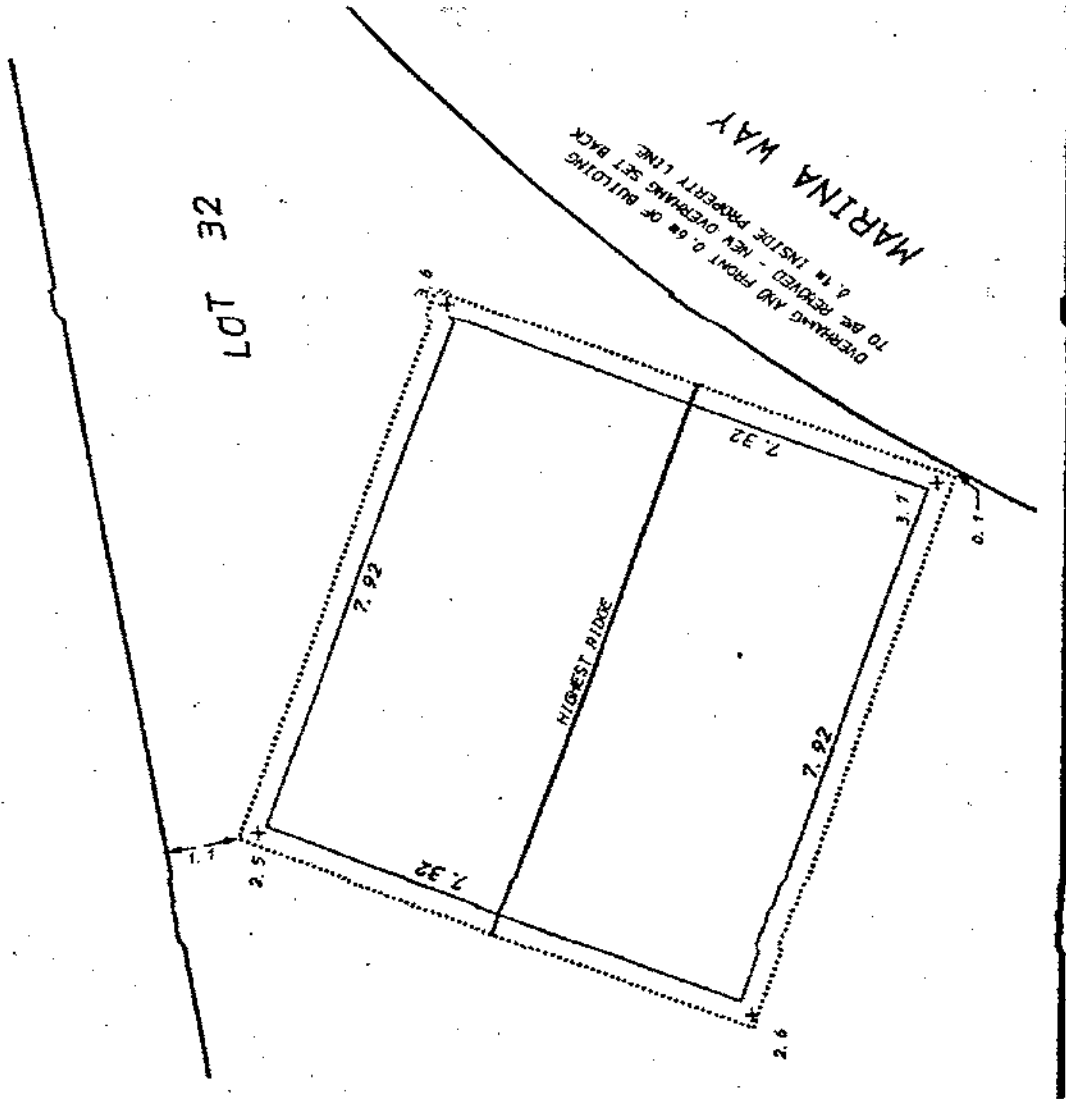 LOT 32
MARINA WAY
OVERHANG AND FRONT 0.6m OF BUILDING
TO BE REMOVED - NEW OVERHANG SET BACK
0.1m INSIDE PROPERTY LINE
7.92
7.32
HIGHEST RIDGE
7.32
7.92
1.1
2.5
2.6
0.1